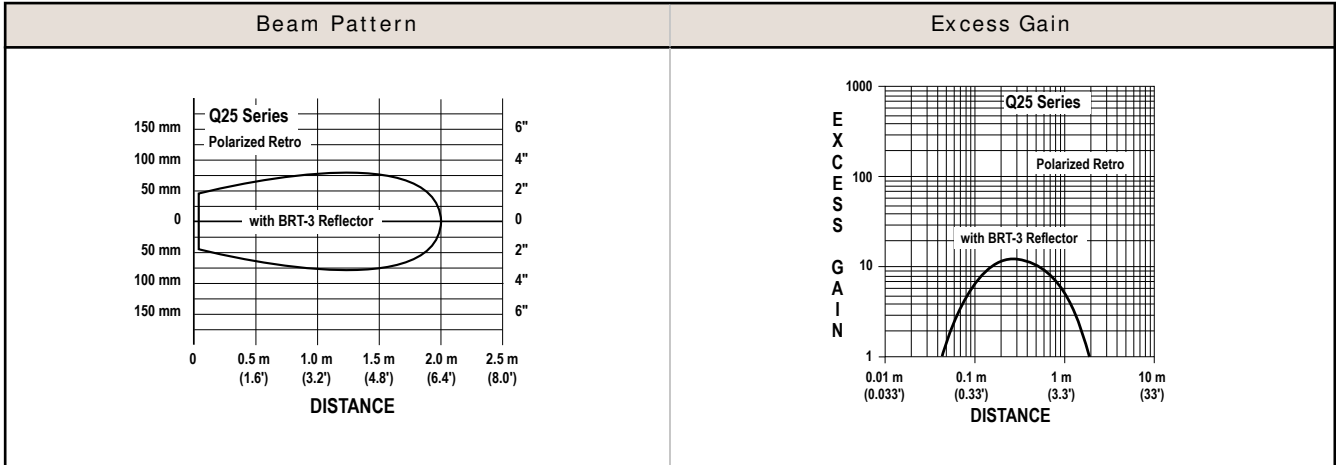 Beam Pattern
Excess Gain
Q25 Series
Polarized Retro
150 mm
100 mm
50 mm
0
50 mm
100 mm
150 mm
6"
4"
2"
0
2"
4"
6"
with BRT-3 Reflector
0 0.5 m 1.0 m 1.5 m 2.0 m 2.5 m
(1.6') (3.2') (4.8') (6.4') (8.0')
DISTANCE
EXCESS GAIN
1000
100
10
1
Q25 Series
Polarized Retro
with BRT-3 Reflector
0.01 m 0.1 m 1 m 10 m
(0.033') (0.33') (3.3') (33')
DISTANCE